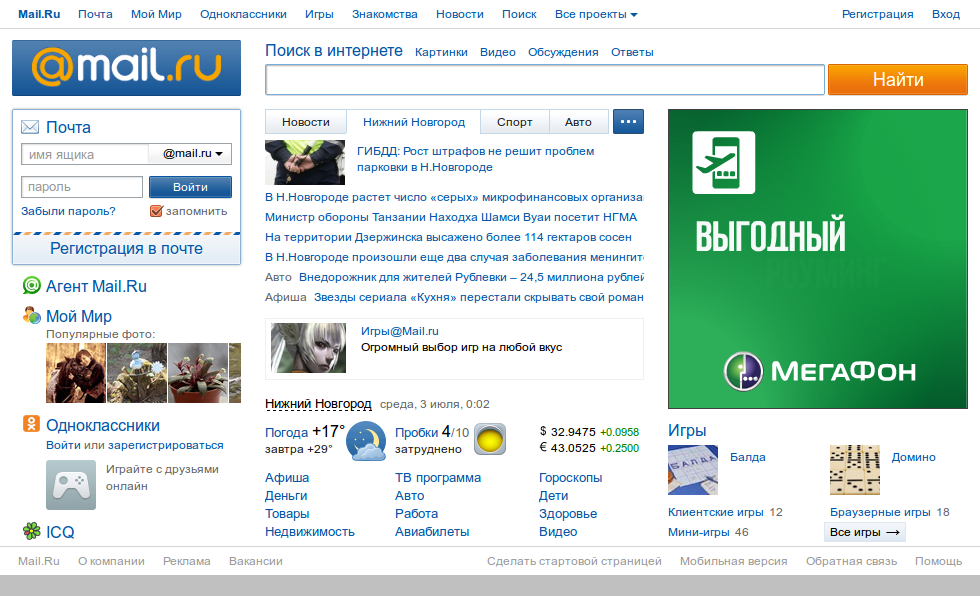 Mail.Ru Почта Мой Мир Одноклассники Игры Знакомства Новости Поиск Все проекты Регистрация Вход
@mail.ru
Поиск в интернете Картинки Видео Обсуждения Ответы
Найти
Почта
имя ящика @mail.ru
пароль Войти
Забыли пароль? запомнить
Регистрация в почте
Агент Mail.Ru
Мой Мир
Популярные фото:
Одноклассники
Войти или зарегистрироваться
Играйте с друзьями
онлайн
ICQ
Новости Нижний Новгород Спорт Авто ...
ГИБДД: Рост штрафов не решит проблем
парковки в Н.Новгороде
В Н.Новгороде растет число «серых» микрофинансовых организа
Министр обороны Танзании Находха Шамси Вуаи посетит НГМА
На территории Дзержинска высажено более 114 гектаров сосен
В Н.Новгороде произошли еще два случая заболевания менингит
Авто Внедорожник для жителей Рублевки – 24,5 миллиона рублей
Афиша Звезды сериала «Кухня» перестали скрывать свой роман
Игры@Mail.ru
Огромный выбор игр на любой вкус
Нижний Новгород среда, 3 июля, 0:02
Погода +17°
завтра +29°
Пробки 4/10
затруднено
$ 32.9475 +0.0958
€ 43.0525 +0.2500
Афиша ТВ программа Гороскопы
Деньги Авто Дети
Товары Работа Здоровье
Недвижимость Авиабилеты Видео
ВЫГОДНЫЙ
РОУМИНГ
МЕГАФОН
Игры
БАЛДА
Балда Домино
Клиентские игры 12 Браузерные игры 18
Мини-игры 46 Все игры →
Mail.Ru О компании Реклама Вакансии Сделать стартовой страницей Мобильная версия Обратная связь Помощь